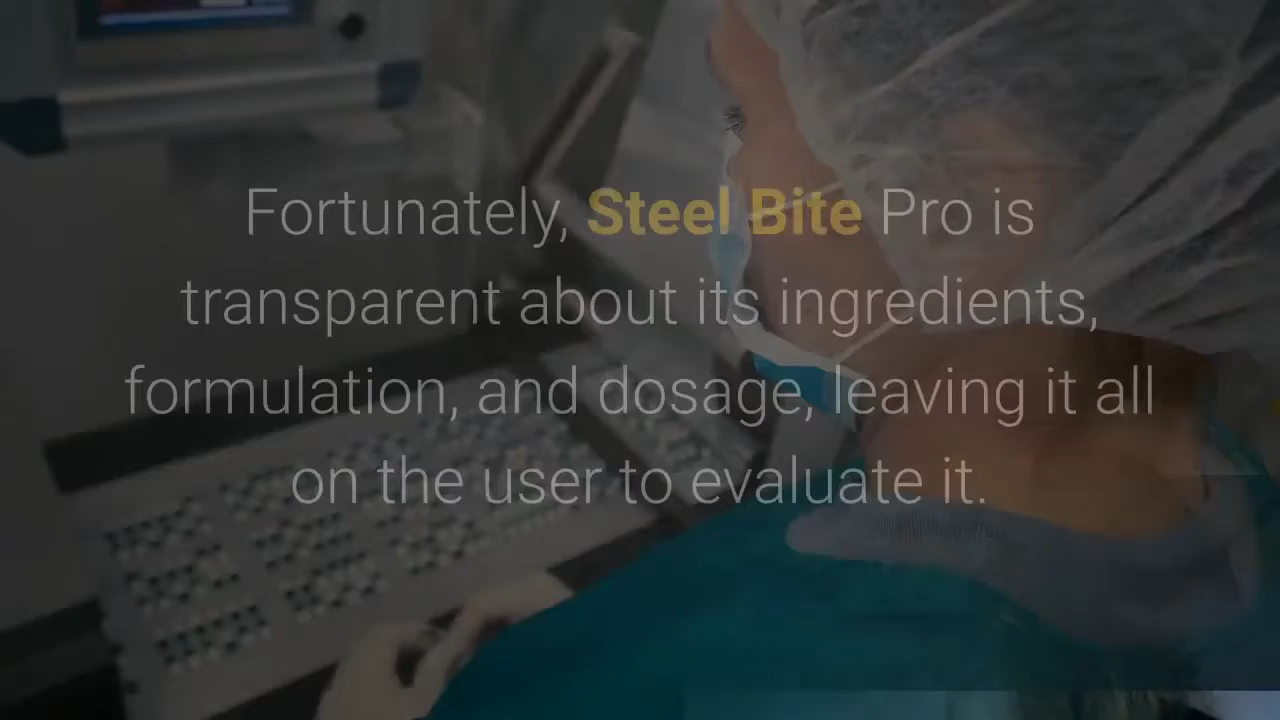 Fortunately, Steel Bite Pro is
transparent about its ingredients,
formulation, and dosage, leaving it all
on the user to evaluate it.